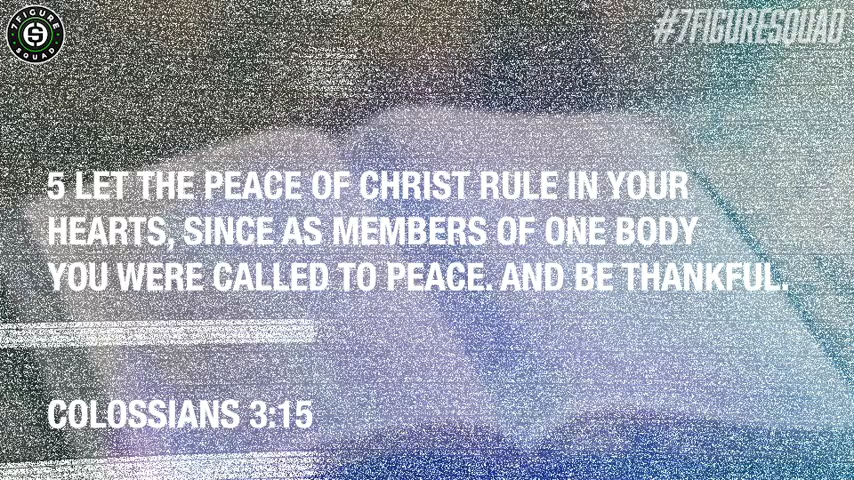 7 FIGURE
SQUAD
#7FIGURESQUAD
5 LET THE PEACE OF CHRIST RULE IN YOUR
HEARTS, SINCE AS MEMBERS OF ONE BODY
YOU WERE CALLED TO PEACE. AND BE THANKFUL.
COLOSSIANS 3:15